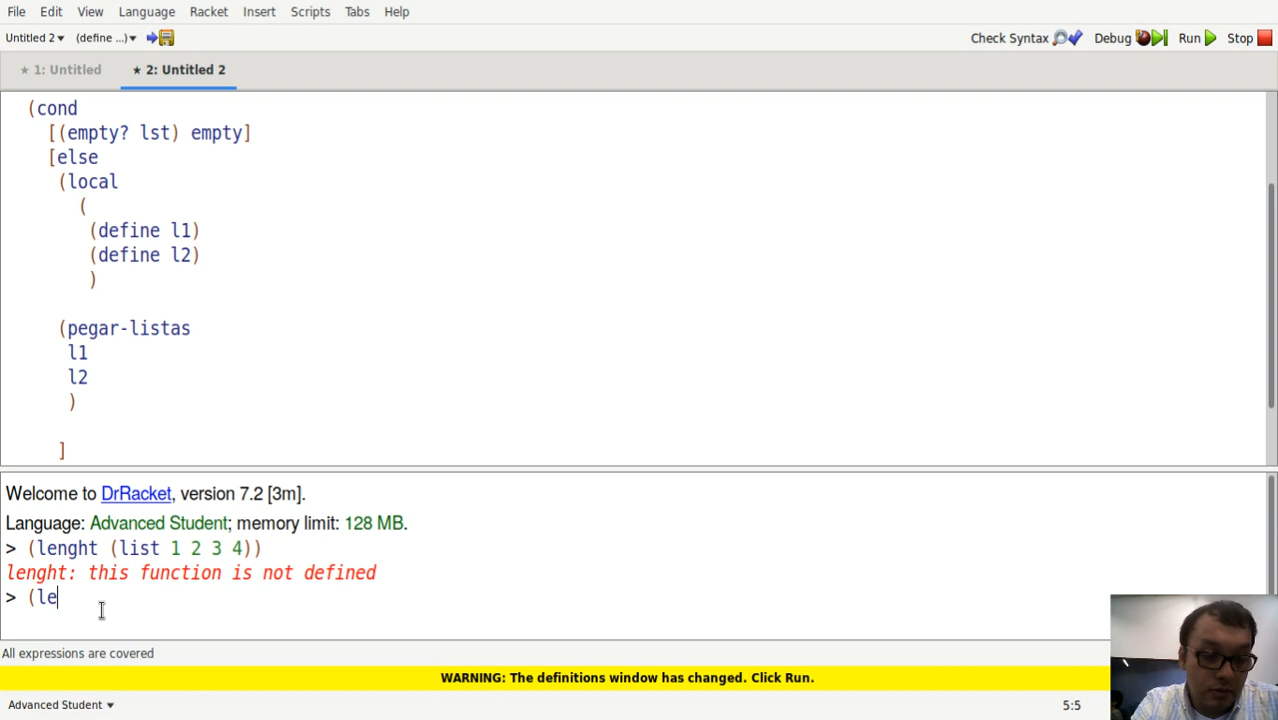 File Edit View Language Racket Insert Scripts Tabs Help
Untitled 2 (define ...) Check Syntax Debug Run Stop
★ 1: Untitled ★ 2: Untitled 2
(cond
[(empty? lst) empty]
[else
(local
(
(define l1)
(define l2)
)
(pegar-listas
l1
l2
)
]
Welcome to DrRacket, version 7.2 [3m].
Language: Advanced Student; memory limit: 128 MB.
> (lenght (list 1 2 3 4))
lenght: this function is not defined
> (le
All expressions are covered
WARNING: The definitions window has changed. Click Run.
Advanced Student 5:5